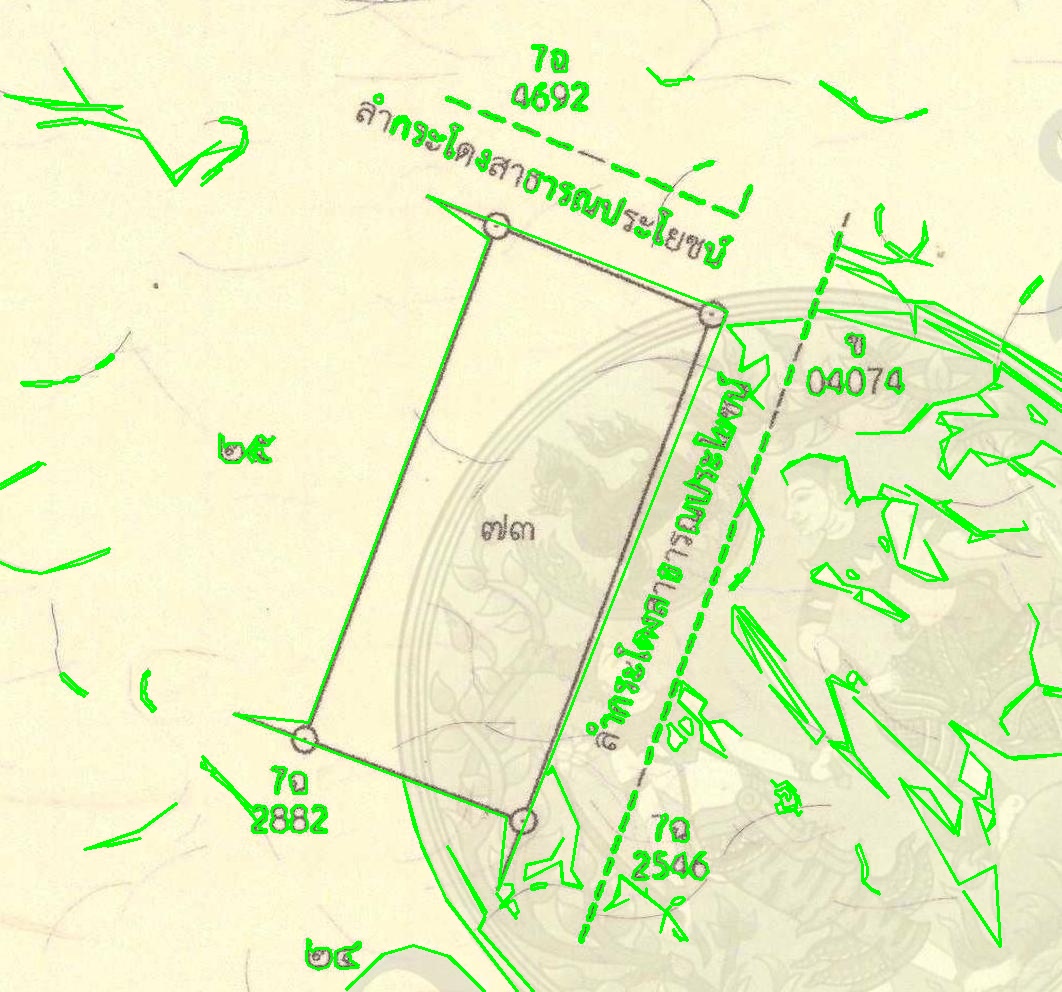 7ฉ
4692
ลำกระโดงสาธารณประโยชน์
ข
04074
๒๕
ลำกระโดงสาธารณประโยชน์
๗๓
7ฉ
2882
7ฉ
2546
๒๔